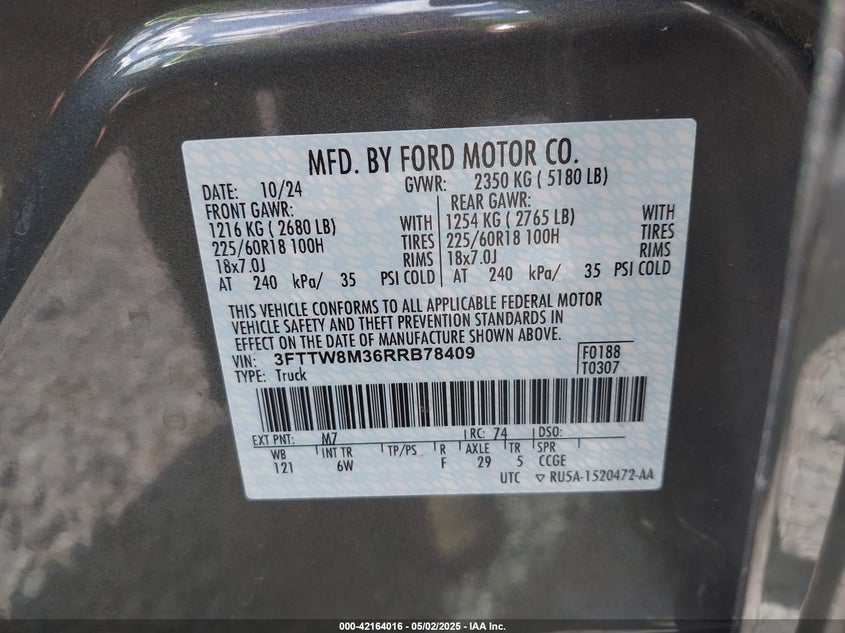 MFD. BY FORD MOTOR CO.
DATE: 10/24 GVWR: 2350 KG ( 5180 LB)
FRONT GAWR: REAR GAWR:
1216 KG ( 2680 LB) WITH 1254 KG ( 2765 LB) WITH
225/60R18 100H TIRES 225/60R18 100H TIRES
18x7.0J RIMS 18x7.0J RIMS
AT 240 kPa/ 35 PSI COLD AT 240 kPa/ 35 PSI COLD
THIS VEHICLE CONFORMS TO ALL APPLICABLE FEDERAL MOTOR
VEHICLE SAFETY AND THEFT PREVENTION STANDARDS IN
EFFECT ON THE DATE OF MANUFACTURE SHOWN ABOVE.
VIN: 3FTTW8M36RRB78409 F0188
TYPE: Truck T0307
EXT PNT: M7 RC: 74 DSO:
WB INT TR TP/PS R AXLE TR SPR
121 6W F 29 5 CCGE
UTC ▽ RU5A-1520472-AA
000-42164016 - 05/02/2025 - IAA Inc.